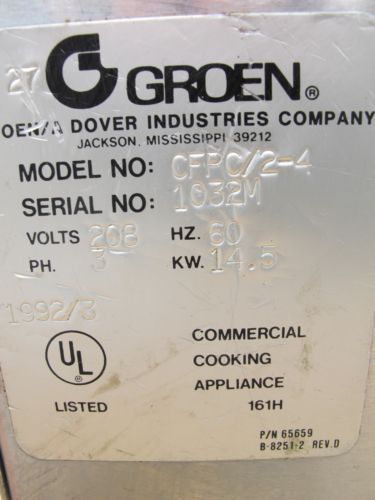 27 GROEN®
OEN/A DOVER INDUSTRIES COMPANY
JACKSON, MISSISSIPPI 39212
MODEL NO: CFPC/2-4
SERIAL NO: 1032M
VOLTS 208 HZ. 60
PH. 3 KW. 14.5
1992/3
UL
LISTED
COMMERCIAL
COOKING
APPLIANCE
161H
P/N 65659
B-8251-2 REV.D